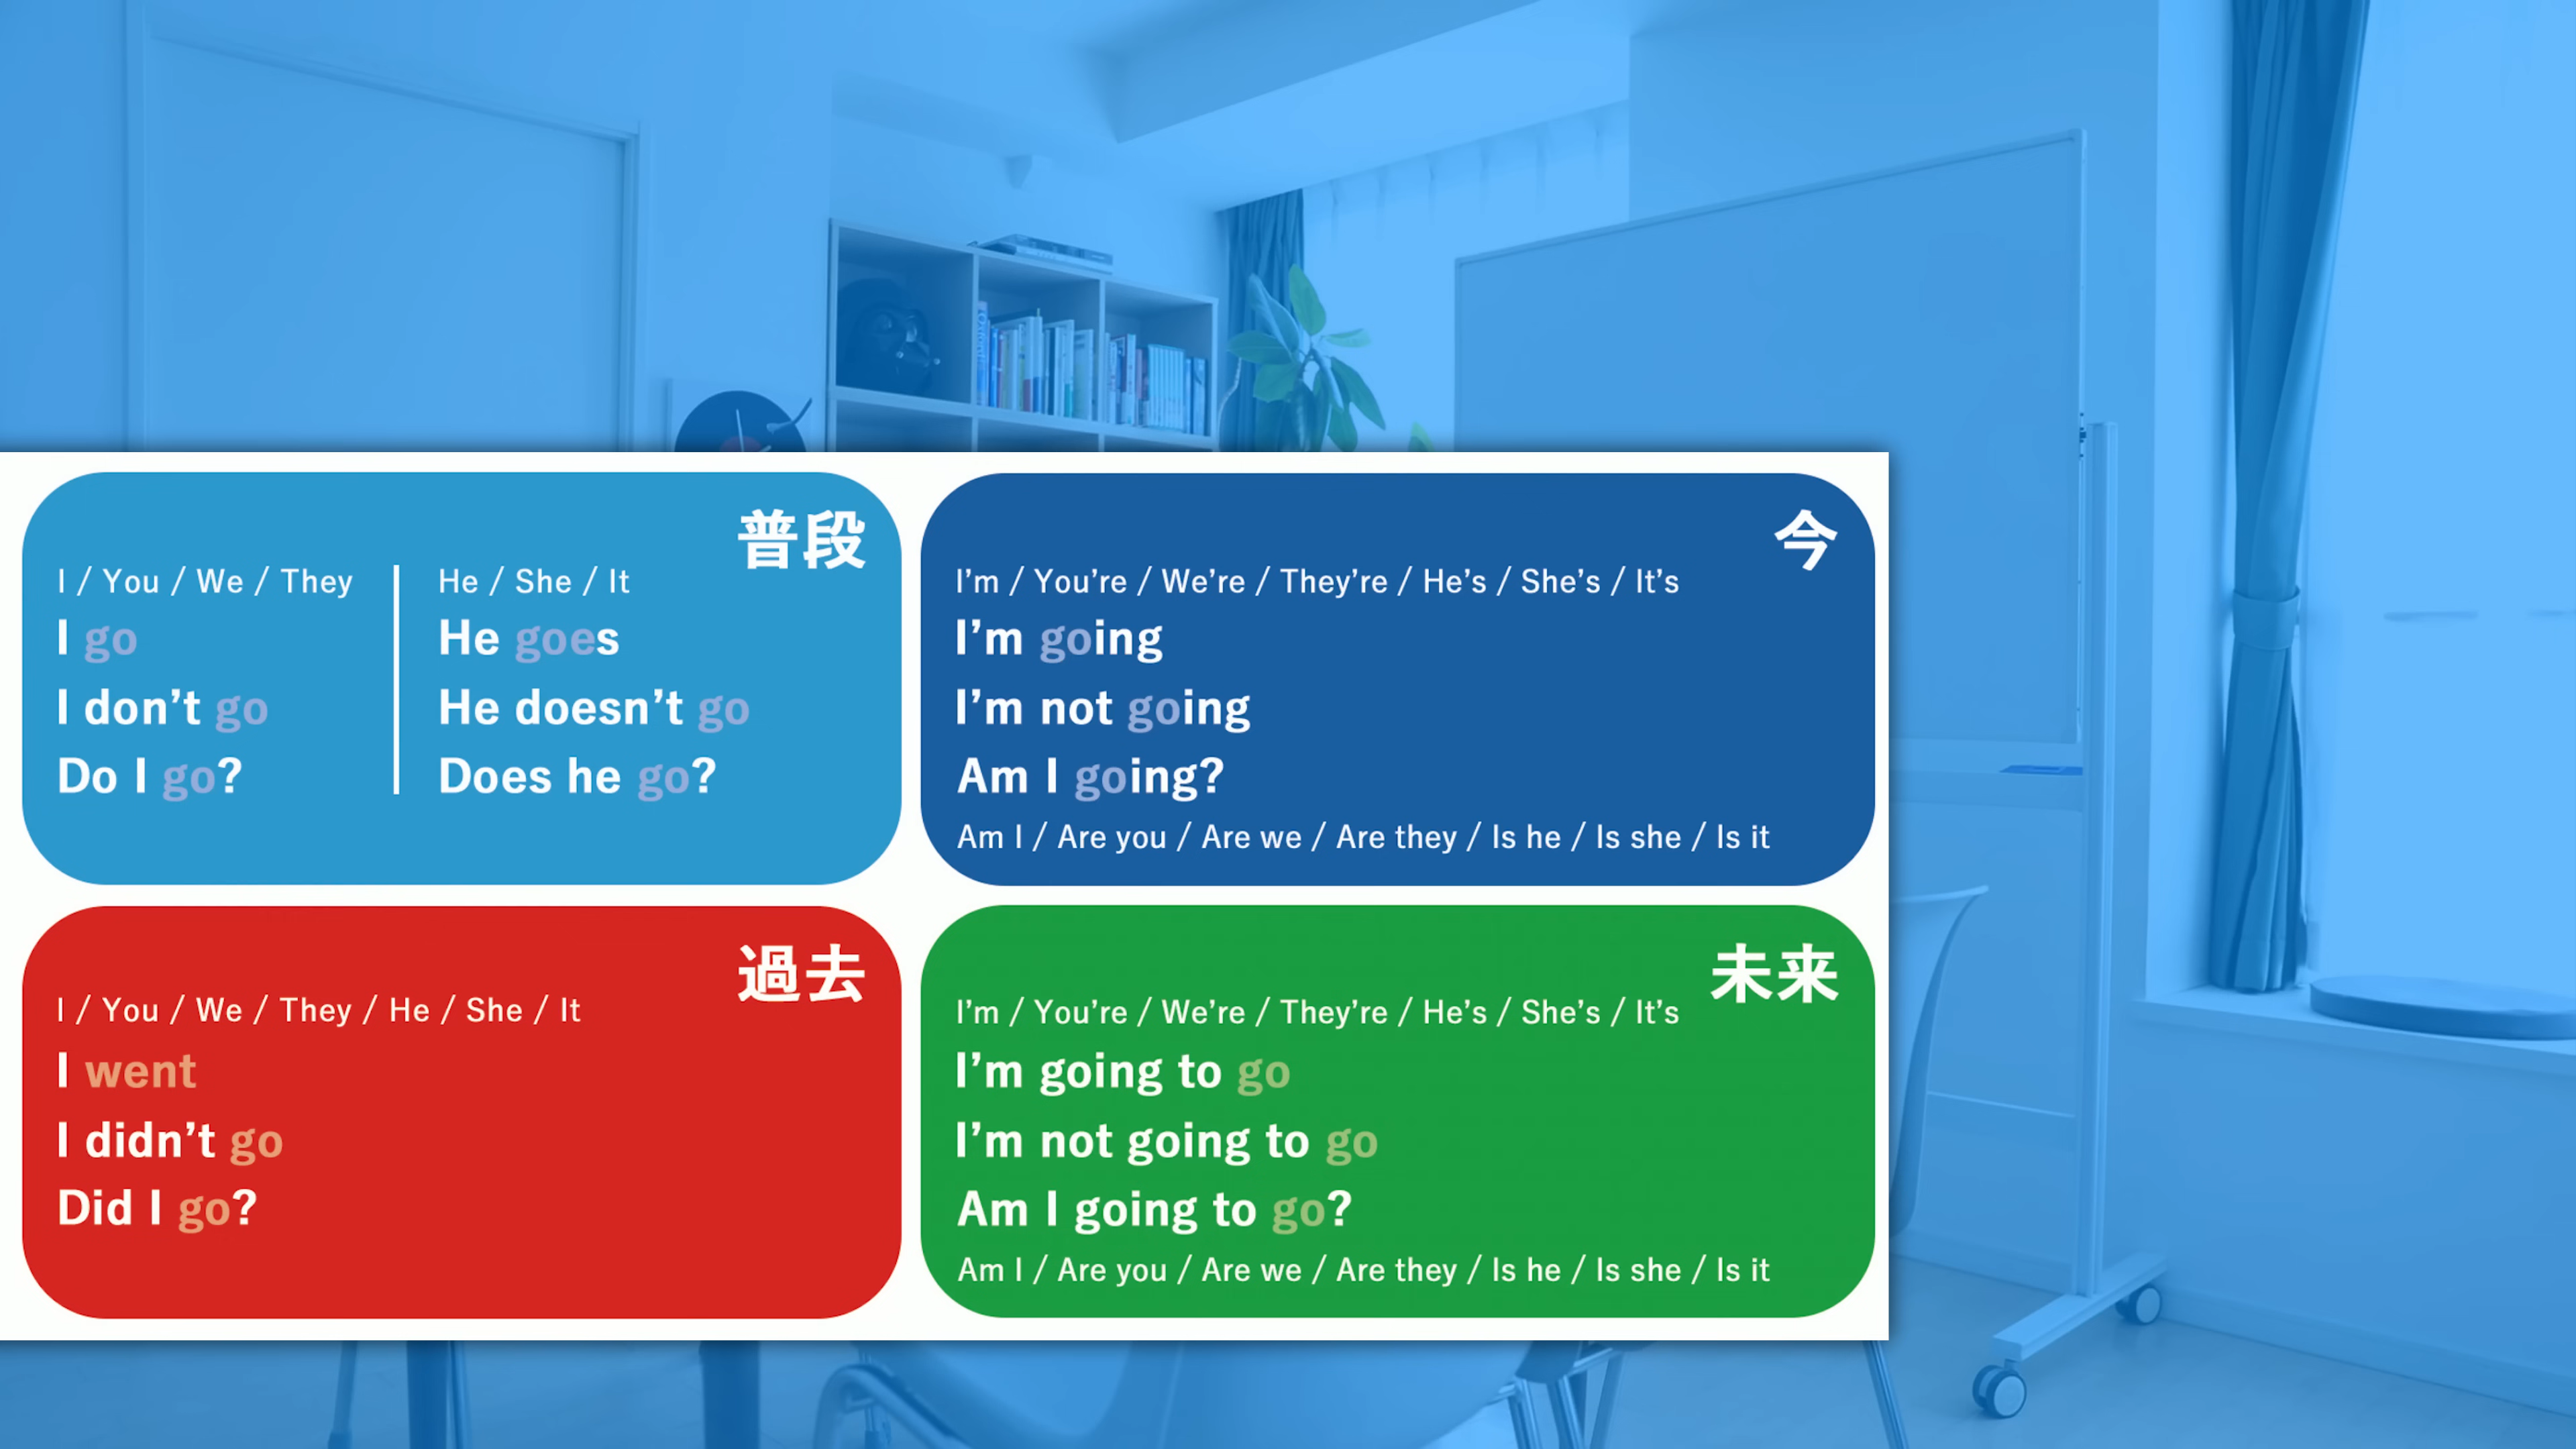 普段
I / You / We / They
I go
I don't go
Do I go?
He / She / It
He goes
He doesn't go
Does he go?
今
I'm / You're / We're / They're / He's / She's / It's
I'm going
I'm not going
Am I going?
Am I / Are you / Are we / Are they / Is he / Is she / Is it
過去
I / You / We / They / He / She / It
I went
I didn't go
Did I go?
未来
I'm / You're / We're / They're / He's / She's / It's
I'm going to go
I'm not going to go
Am I going to go?
Am I / Are you / Are we / Are they / Is he / Is she / Is it